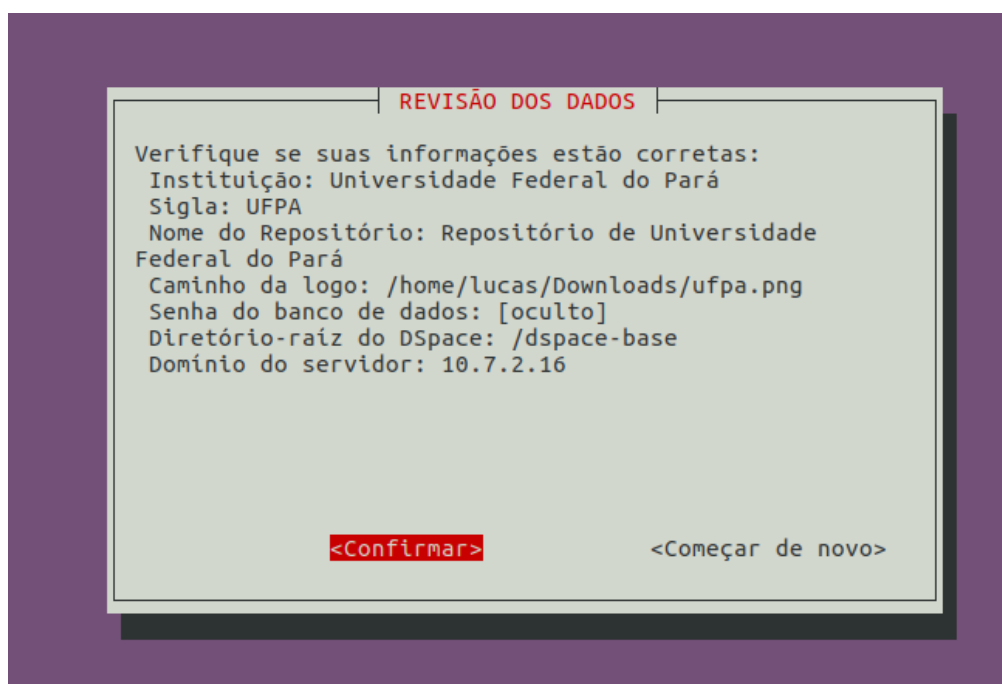 REVISÃO DOS DADOS
Verifique se suas informações estão corretas:
Instituição: Universidade Federal do Pará
Sigla: UFPA
Nome do Repositório: Repositório de Universidade
Federal do Pará
Caminho da logo: /home/lucas/Downloads/ufpa.png
Senha do banco de dados: [oculto]
Diretório-raíz do DSpace: /dspace-base
Domínio do servidor: 10.7.2.16
<Confirmar> <Começar de novo>